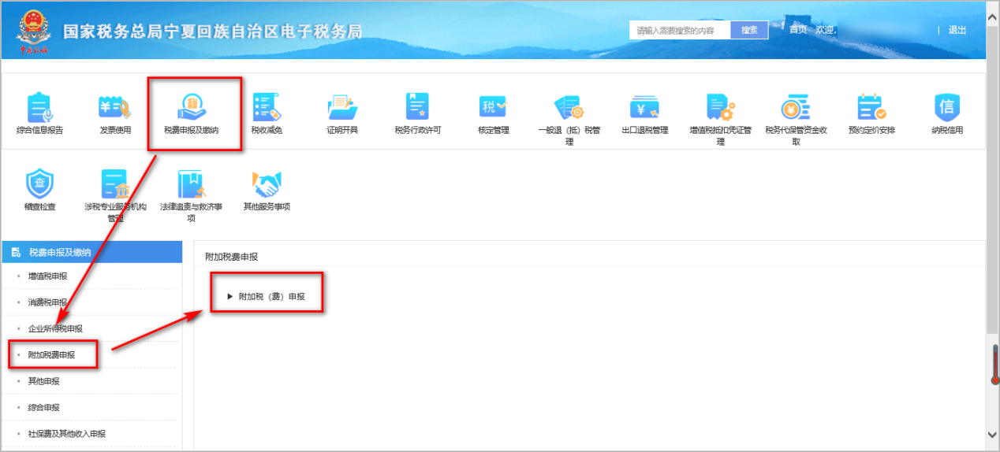 国家税务总局宁夏回族自治区电子税务局
请输入需要搜索的内容
搜索
首页 欢迎,
| 退出
中国税务
综合信息报告
发票使用
税费申报及缴纳
税收减免
证明开具
税务行政许可
核定管理
一般退（抵）税管
理
出口退税管理
增值税抵扣凭证管
理
税务代保管资金收
取
预约定价安排
纳税信用
稽查检查
涉税专业服务机构
管理
法律追责与救济事
项
其他服务事项
税费申报及缴纳
增值税申报
消费税申报
企业所得税申报
附加税费申报
其他申报
综合申报
社保费及其他收入申报
附加税费申报
附加税（费）申报